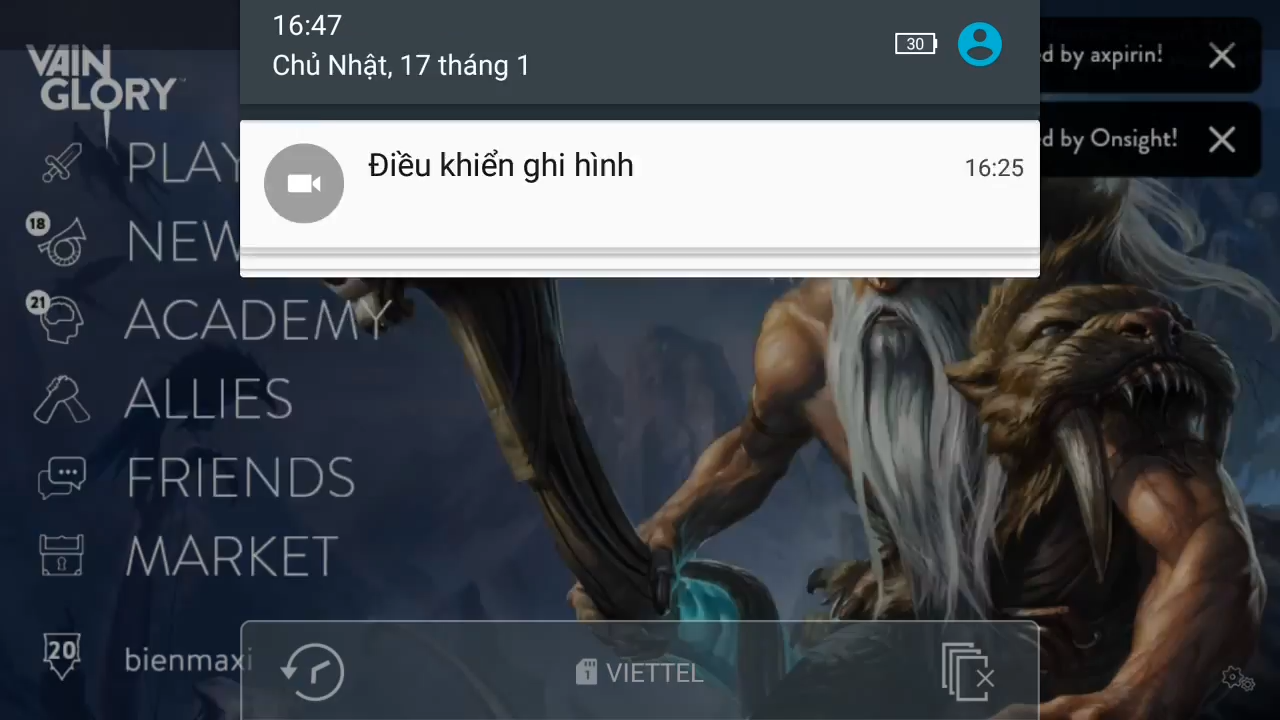 16:47
Chủ Nhật, 17 tháng 1
30
d by axpirin!
VAIN
GLORY
Điều khiển ghi hình
16:25
d by Onsight!
PLAY
18
NEW
21
ACADEMY
ALLIES
FRIENDS
MARKET
20
bienmaxi
1
VIETTEL